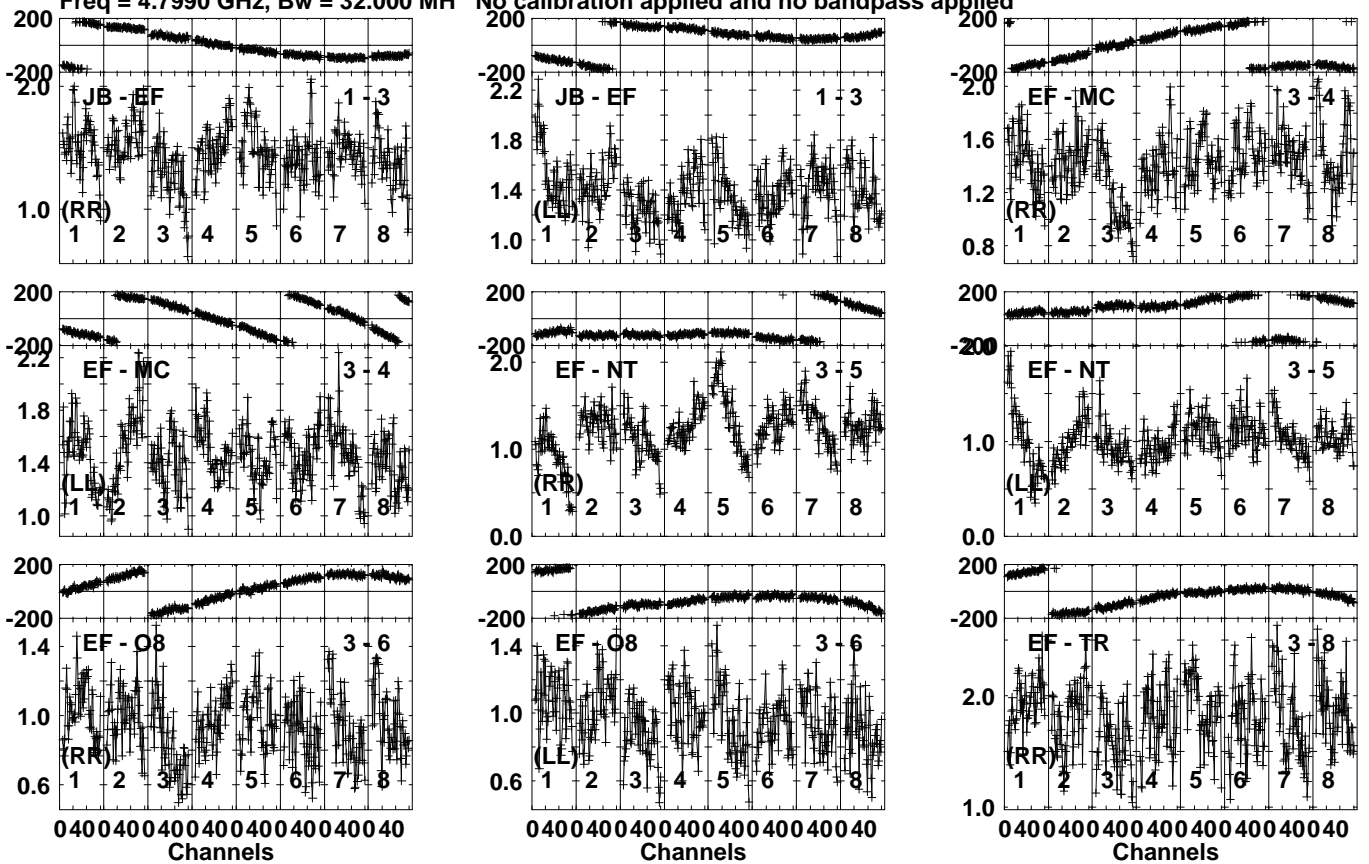 Freq = 4.7990 GHz, Bw = 32.000 MH No calibration applied and no bandpass applied
200
-200
2.0
1.0
JB - EF 1 - 3
(RR)
1 2 3 4 5 6 7 8
200
-200
2.2
1.8
1.4
1.0
JB - EF 1 - 3
(LL)
1 2 3 4 5 6 7 8
200
-200
2.0
1.6
1.2
0.8
EF - MC 3 - 4
(RR)
1 2 3 4 5 6 7 8
200
-200
2.2
1.8
1.4
1.0
EF - MC 3 - 4
(LL)
1 2 3 4 5 6 7 8
200
-200
2.0
1.0
0.0
EF - NT 3 - 5
(RR)
1 2 3 4 5 6 7 8
200
-200
2.0
1.0
0.0
EF - NT 3 - 5
(LL)
1 2 3 4 5 6 7 8
200
-200
1.4
1.0
0.6
EF - O8 3 - 6
(RR)
1 2 3 4 5 6 7 8
0 40 0 40 0 40 0 40 0 40 0 40 0 40 0 40
Channels
200
-200
1.4
1.0
0.6
EF - O8 3 - 6
(LL)
1 2 3 4 5 6 7 8
0 40 0 40 0 40 0 40 0 40 0 40 0 40 0 40
Channels
200
-200
2.0
1.0
EF - TR 3 - 8
(RR)
1 2 3 4 5 6 7 8
0 40 0 40 0 40 0 40 0 40 0 40 0 40 0 40
Channels